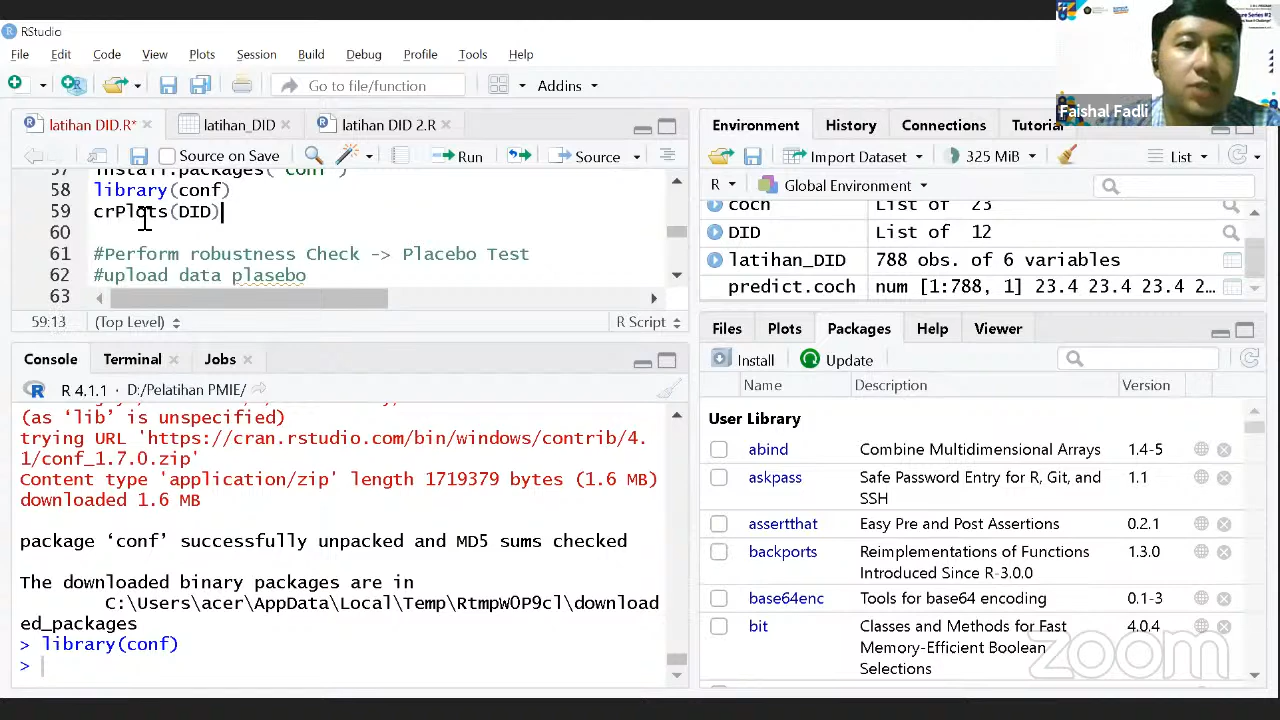 RStudio
File Edit Code View Plots Session Build Debug Profile Tools Help
Go to file/function Addins
Faishal Fadli
latihan DID.R* latihan_DID latihan DID 2.R
Source on Save Run Source
58 library(conf)
59 crPlots(DID)
60
61 #Perform robustness Check -> Placebo Test
62 #upload data plasebo
63
59:13 (Top Level) R Script
Console Terminal Jobs
R 4.1.1 · D:/Pelatihan PMIE/
(as ‘lib’ is unspecified)
trying URL 'https://cran.rstudio.com/bin/windows/contrib/4.
1/conf_1.7.0.zip'
Content type 'application/zip' length 1719379 bytes (1.6 MB)
downloaded 1.6 MB
package ‘conf’ successfully unpacked and MD5 sums checked
The downloaded binary packages are in
C:\Users\acer\AppData\Local\Temp\RtmpWOP9cl\download
ed_packages
> library(conf)
>
Environment History Connections Tutorial
Import Dataset 325 MiB List
R Global Environment
coch List of 23
DID List of 12
latihan_DID 788 obs. of 6 variables
predict.coch num [1:788, 1] 23.4 23.4 23.4 2…
Files Plots Packages Help Viewer
Install Update
Name Description Version
User Library
abind Combine Multidimensional Arrays 1.4-5
askpass Safe Password Entry for R, Git, and 1.1
SSH
assertthat Easy Pre and Post Assertions 0.2.1
backports Reimplementations of Functions 1.3.0
Introduced Since R-3.0.0
base64enc Tools for base64 encoding 0.1-3
bit Classes and Methods for Fast 4.0.4
Memory-Efficient Boolean
Selections
zoom